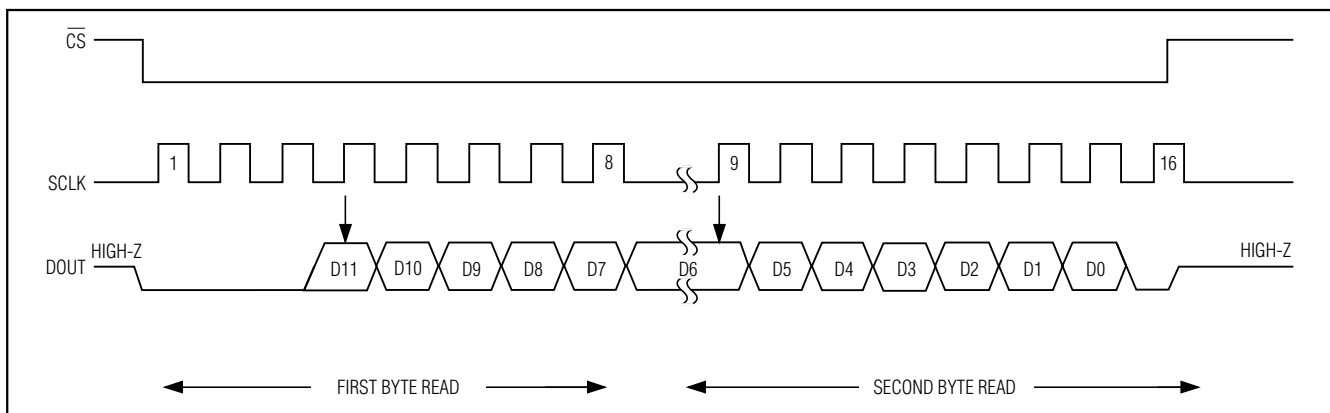 CS
SCLK 1 8 9 16
DOUT HIGH-Z D11 D10 D9 D8 D7 D6 D5 D4 D3 D2 D1 D0 HIGH-Z
FIRST BYTE READ SECOND BYTE READ